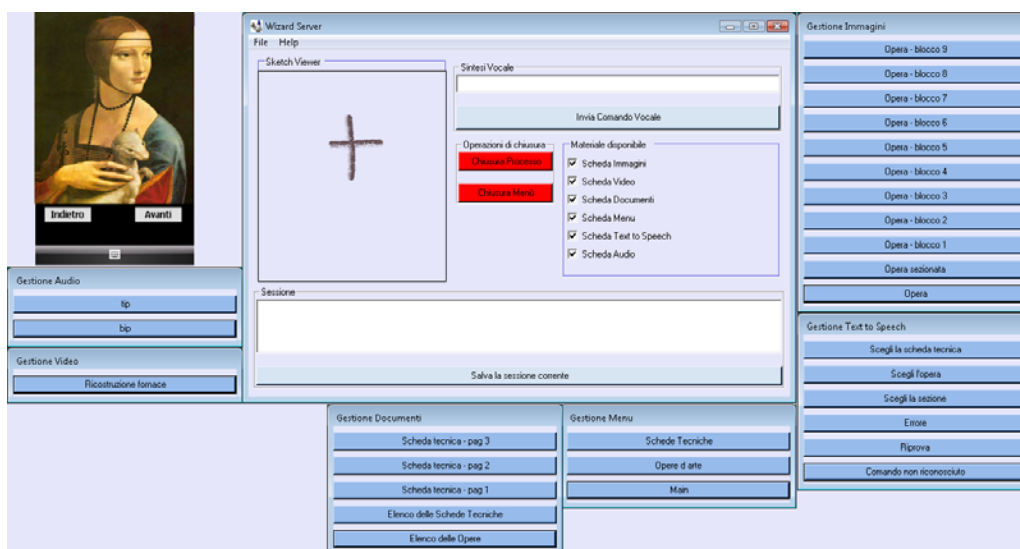 Indietro
Avanti
Gestione Audio
tip
bip
Gestione Video
Ricostruzione fornace
Wizard Server
File Help
Sketch Viewer
Sintesi Vocale
Invia Comando Vocale
Operazioni di chiusura
Chiusura Processo
Chiusura Menù
Materiale disponibile
Scheda Immagini
Scheda Video
Scheda Documenti
Scheda Menu
Scheda Text to Speech
Scheda Audio
Sessione
Salva la sessione corrente
Gestione Documenti
Scheda tecnica - pag 3
Scheda tecnica - pag 2
Scheda tecnica - pag 1
Elenco delle Schede Tecniche
Elenco delle Opere
Gestione Menu
Schede Tecniche
Opere d arte
Main
Gestione Immagini
Opera - blocco 9
Opera - blocco 8
Opera - blocco 7
Opera - blocco 6
Opera - blocco 5
Opera - blocco 4
Opera - blocco 3
Opera - blocco 2
Opera - blocco 1
Opera sezionata
Opera
Gestione Text to Speech
Scegli la scheda tecnica
Scegli l'opera
Scegli la sezione
Errore
Riprova
Comando non riconosciuto